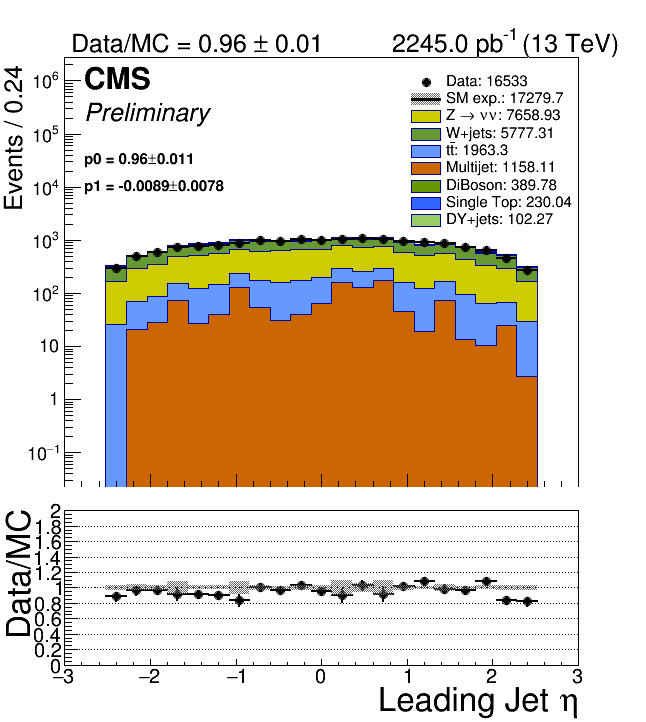 Data/MC = 0.96 ± 0.01
2245.0 pb⁻¹ (13 TeV)
Events / 0.24
CMS
Preliminary
p0 = 0.96±0.011
p1 = -0.0089±0.0078
Data: 16533
SM exp.: 17279.7
Z → νν: 7658.93
W+jets: 5777.31
tt̄: 1963.3
Multijet: 1158.11
DiBoson: 389.78
Single Top: 230.04
DY+jets: 102.27
10⁶
10⁵
10⁴
10³
10²
10
1
10⁻¹
Data/MC
2
1.8
1.6
1.4
1.2
1
0.8
0.6
0.4
0.2
0
−3 −2 −1 0 1 2 3
Leading Jet η